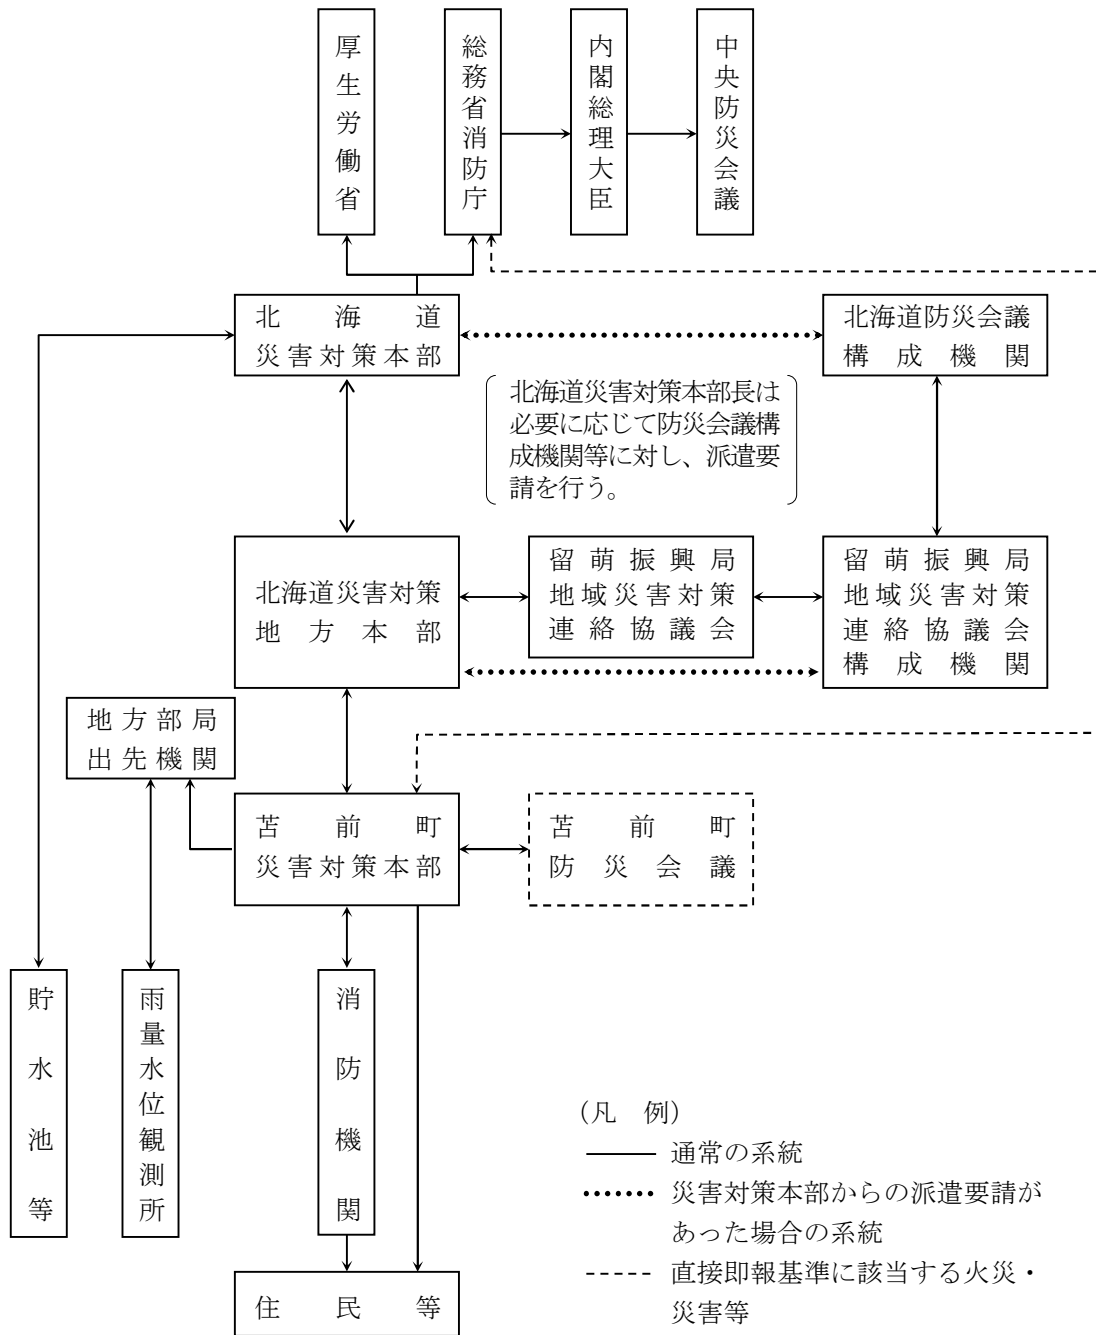 厚生労働省
総務省消防庁
内閣総理大臣
中央防災会議
北海道
災害対策本部
北海道防災会議
構成機関
北海道災害対策本部長は
必要に応じて防災会議構
成機関等に対し、派遣要
請を行う。
北海道災害対策
地方本部
留萌振興局
地域災害対策
連絡協議会
留萌振興局
地域災害対策
連絡協議会
構成機関
地方部局
出先機関
苫前町
災害対策本部
苫前町
防災会議
貯水池等
雨量水位観測所
消防機関
住民等
（凡　例）
通常の系統
災害対策本部からの派遣要請が
あった場合の系統
直接即報基準に該当する火災・
災害等